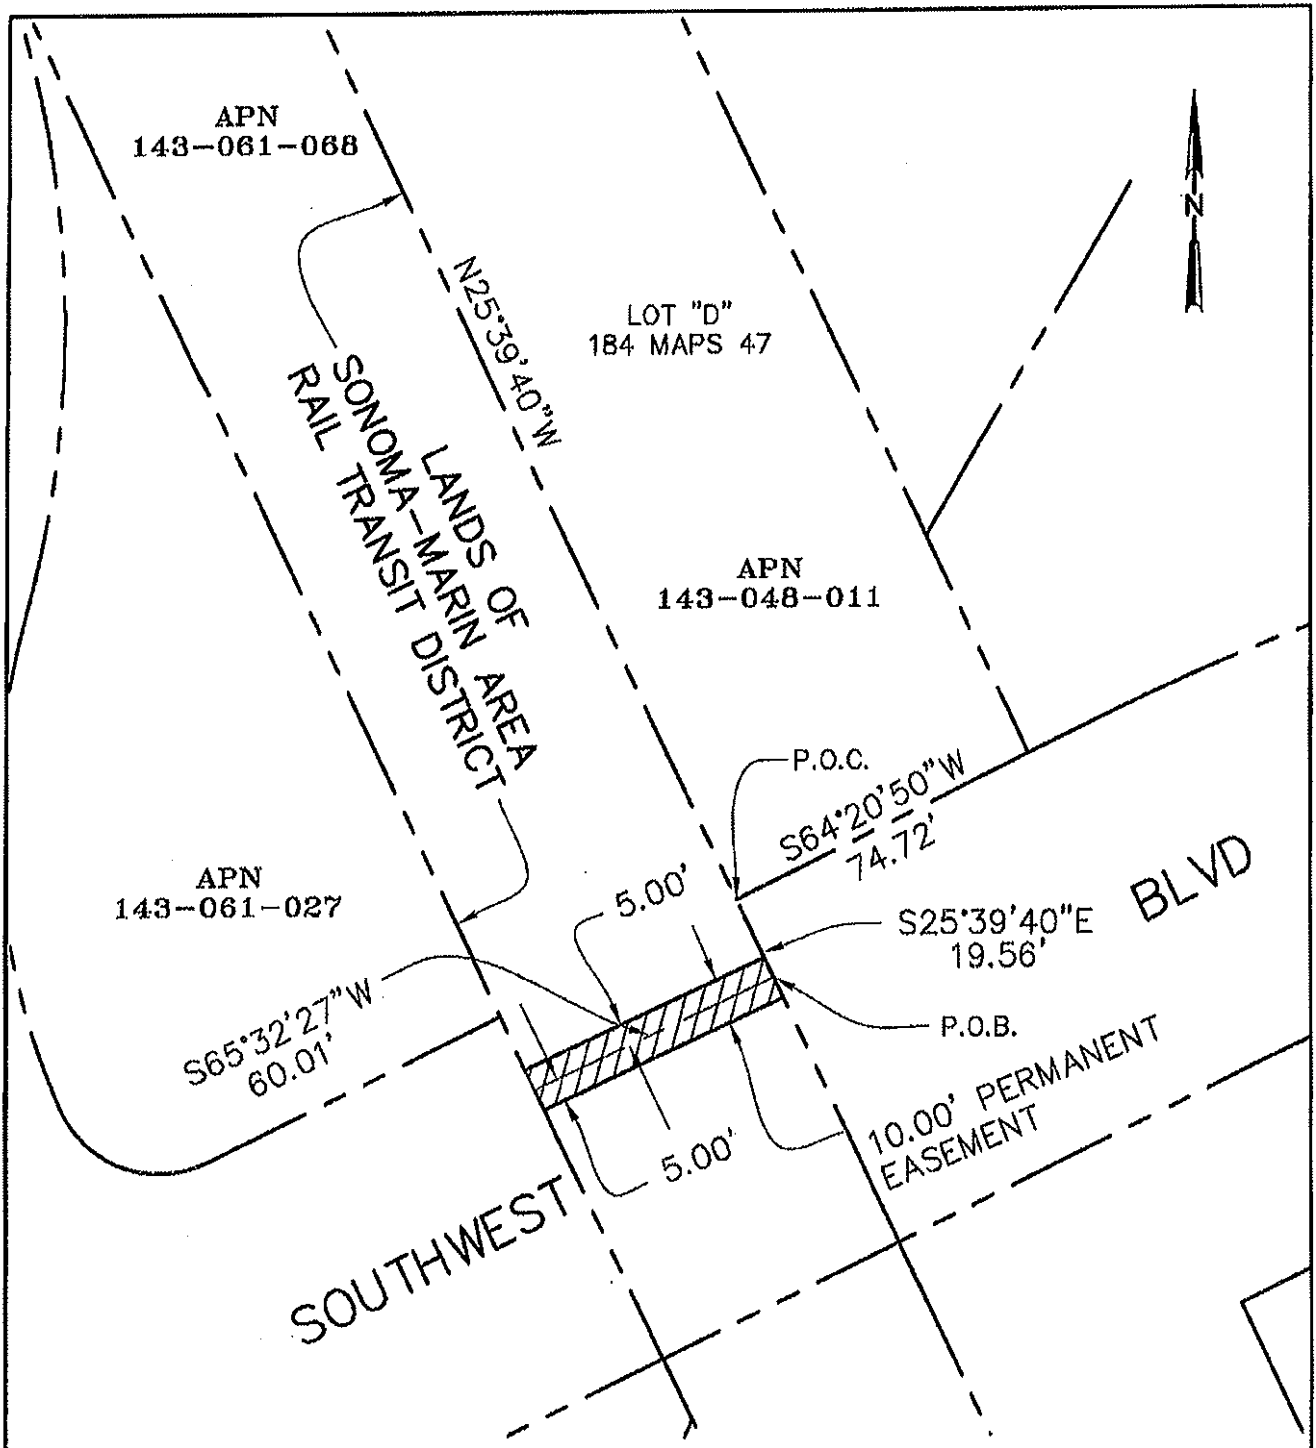 APN
143-061-068
N
N25°39'40"W
LOT "D"
184 MAPS 47
LANDS OF
SONOMA-MARIN AREA
RAIL TRANSIT DISTRICT
APN
143-048-011
P.O.C.
S64°20'50"W
74.72'
APN
143-061-027
5.00'
BLVD
S25°39'40"E
19.56'
S65°32'27"W
60.01'
P.O.B.
10.00' PERMANENT
EASEMENT
5.00'
SOUTHWEST